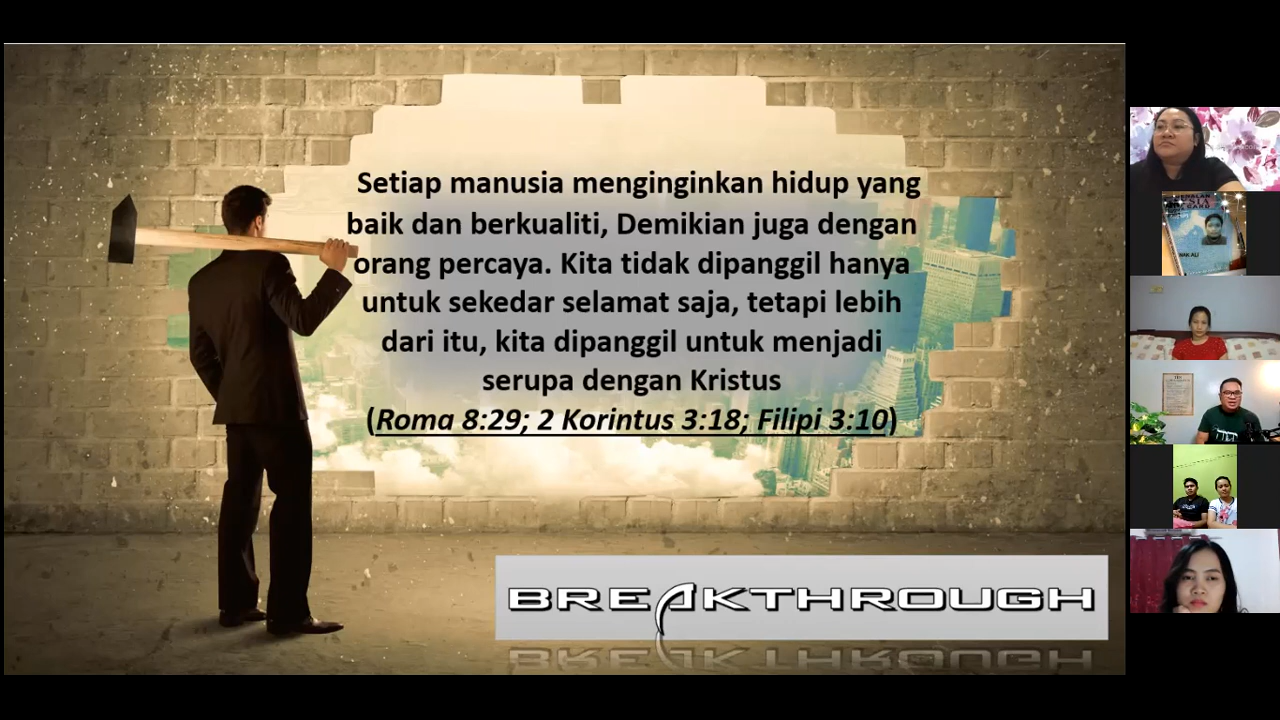 Setiap manusia menginginkan hidup yang
baik dan berkualiti, Demikian juga dengan
orang percaya. Kita tidak dipanggil hanya
untuk sekedar selamat saja, tetapi lebih
dari itu, kita dipanggil untuk menjadi
serupa dengan Kristus
(Roma 8:29; 2 Korintus 3:18; Filipi 3:10)
BREAKTHROUGH